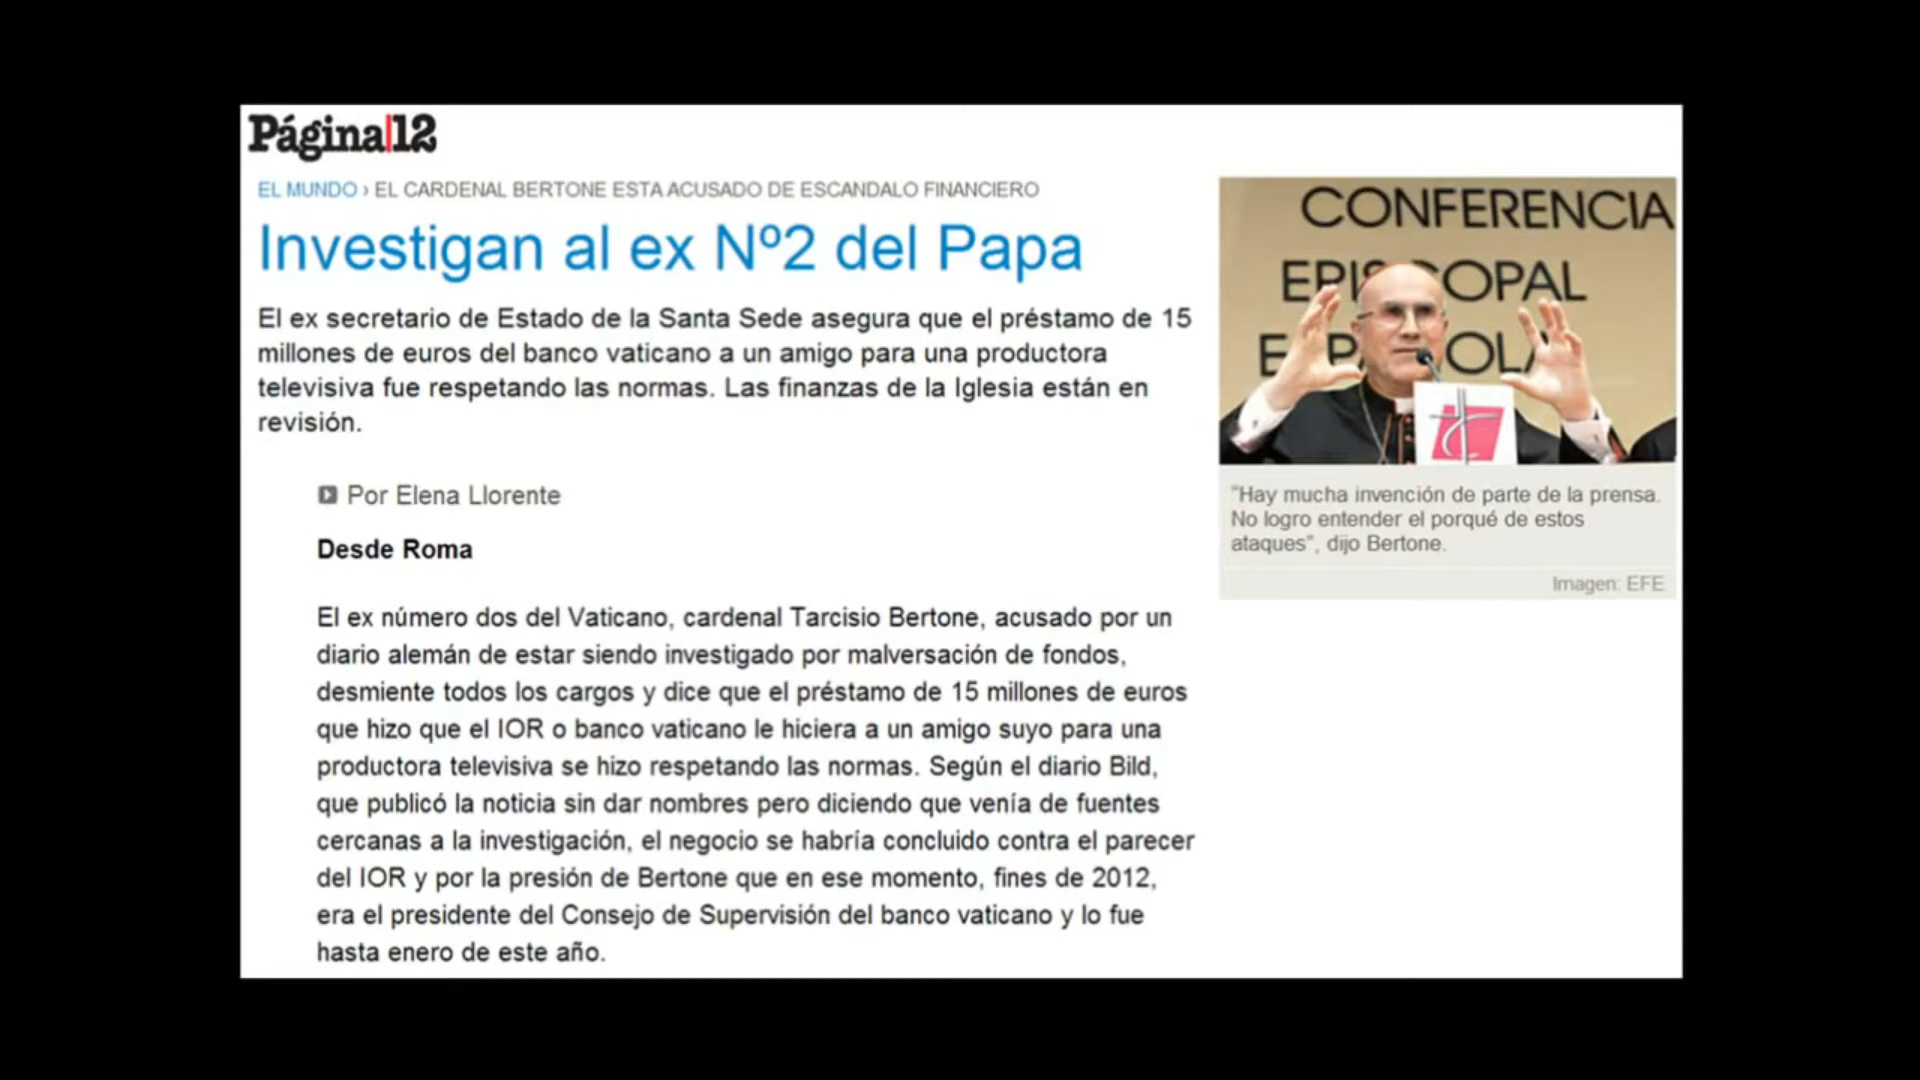 Página|12
EL MUNDO › EL CARDENAL BERTONE ESTA ACUSADO DE ESCANDALO FINANCIERO
Investigan al ex Nº2 del Papa
El ex secretario de Estado de la Santa Sede asegura que el préstamo de 15
millones de euros del banco vaticano a un amigo para una productora
televisiva fue respetando las normas. Las finanzas de la Iglesia están en
revisión.
Por Elena Llorente
Desde Roma
El ex número dos del Vaticano, cardenal Tarcisio Bertone, acusado por un
diario alemán de estar siendo investigado por malversación de fondos,
desmiente todos los cargos y dice que el préstamo de 15 millones de euros
que hizo que el IOR o banco vaticano le hiciera a un amigo suyo para una
productora televisiva se hizo respetando las normas. Según el diario Bild,
que publicó la noticia sin dar nombres pero diciendo que venía de fuentes
cercanas a la investigación, el negocio se habría concluido contra el parecer
del IOR y por la presión de Bertone que en ese momento, fines de 2012,
era el presidente del Consejo de Supervisión del banco vaticano y lo fue
hasta enero de este año.
CONFERENCIA
EPISCOPAL
ESPAÑOLA
"Hay mucha invención de parte de la prensa.
No logro entender el porqué de estos
ataques", dijo Bertone.
Imagen: EFE